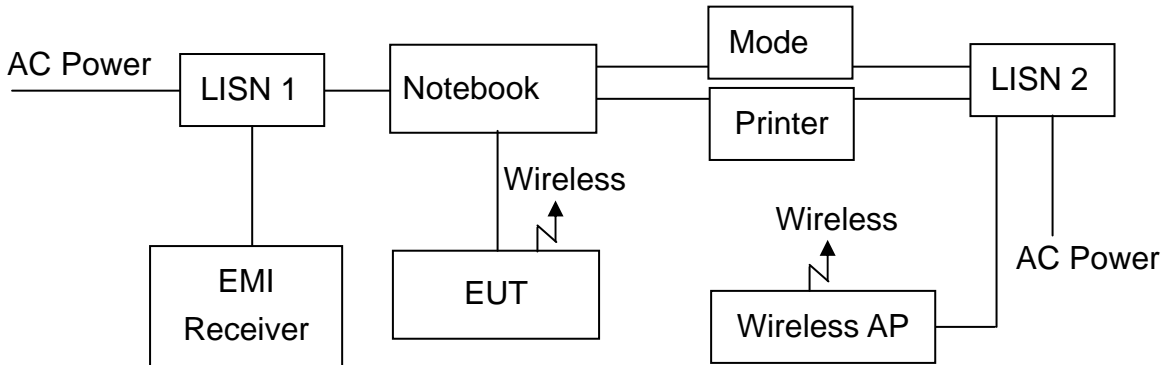 AC Power
LISN 1
Notebook
Mode
Printer
LISN 2
Wireless
Wireless
AC Power
EMI
Receiver
EUT
Wireless AP